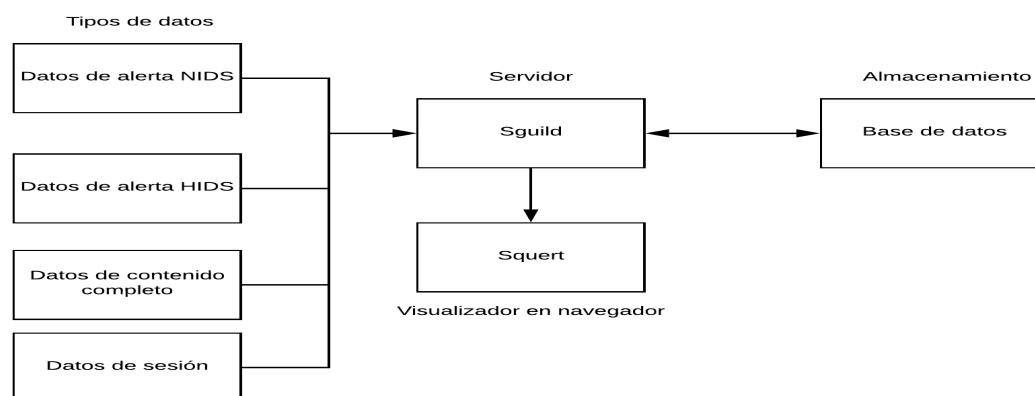 Tipos de datos
Datos de alerta NIDS
Datos de alerta HIDS
Datos de contenido
completo
Datos de sesión
Servidor
Sguild
Squert
Visualizador en navegador
Almacenamiento
Base de datos